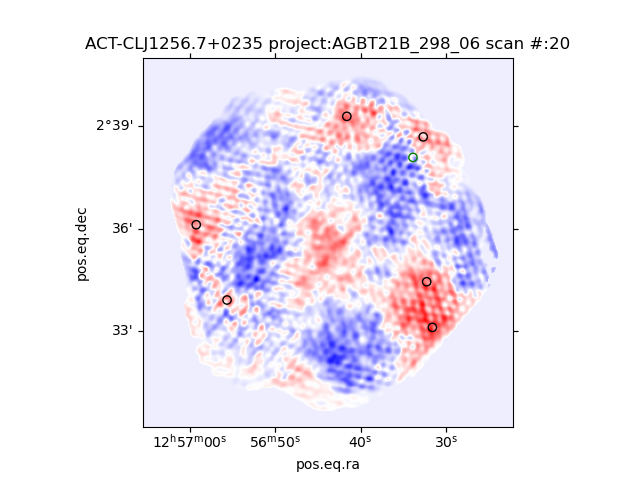 ACT-CLJ1256.7+0235 project:AGBT21B_298_06 scan #:20
2°39'
36'
33'
pos.eq.dec
12ʰ57ᵐ00ˢ 56ᵐ50ˢ 40ˢ 30ˢ
pos.eq.ra